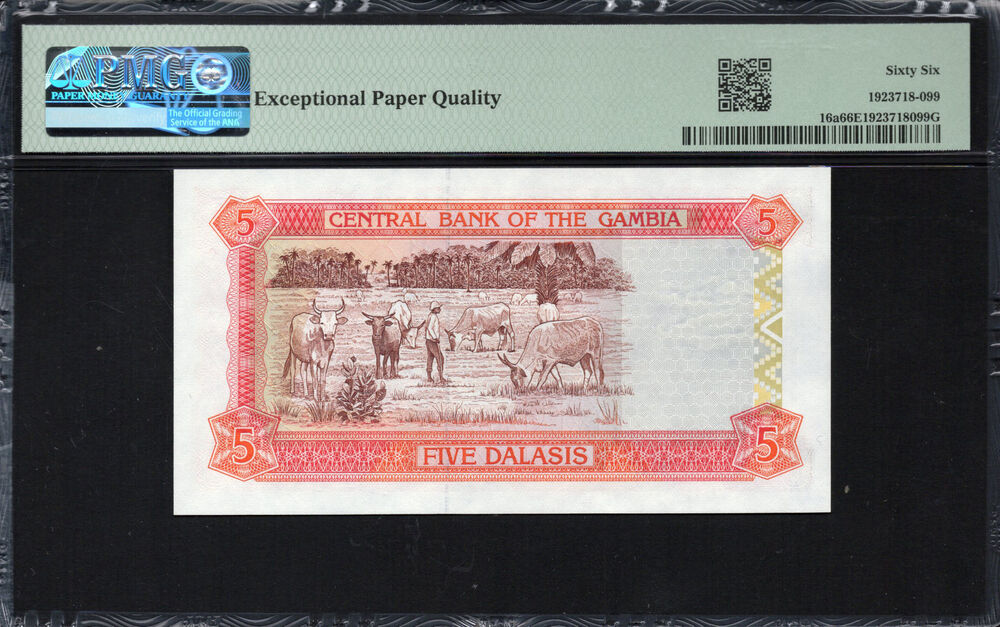 PMG
PAPER MONEY GUARANTY
The Official Grading
Service of the ANA
Exceptional Paper Quality
Sixty Six
1923718-099
16a66E1923718099G
5 CENTRAL BANK OF THE GAMBIA 5
5 FIVE DALASIS 5